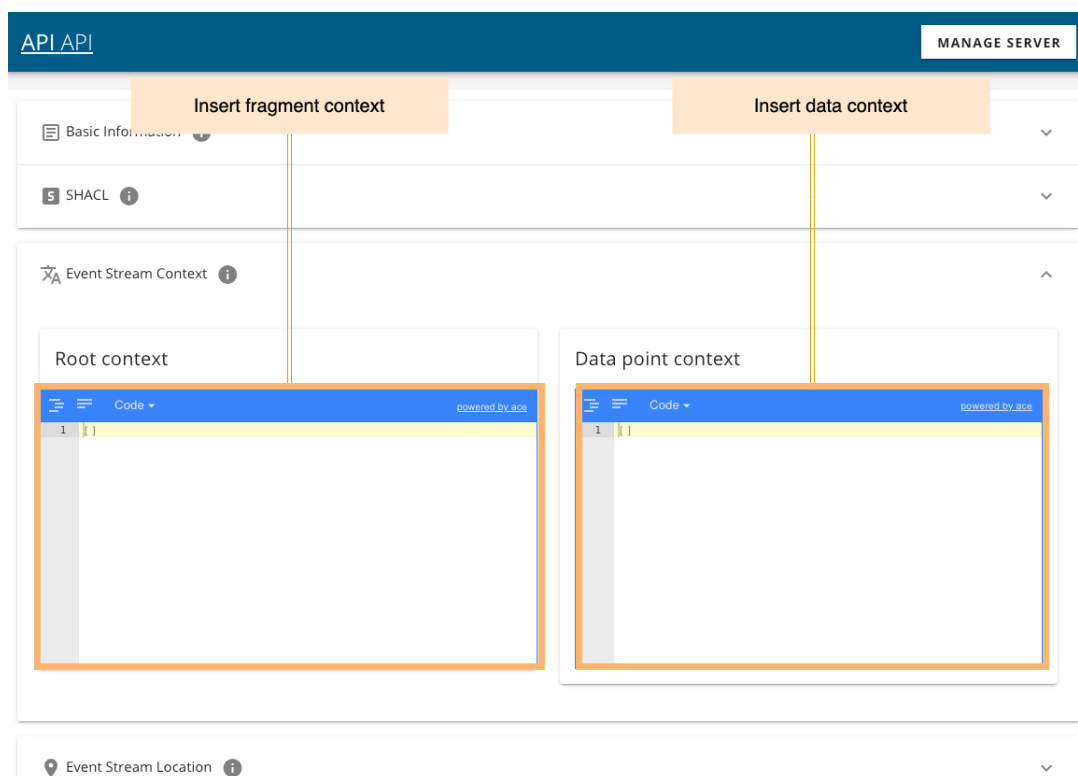 API API
MANAGE SERVER
Insert fragment context
Insert data context
Basic Information
SHACL
Event Stream Context
Root context
Data point context
Code
powered by ace
Code
powered by ace
1 []
1 []
Event Stream Location